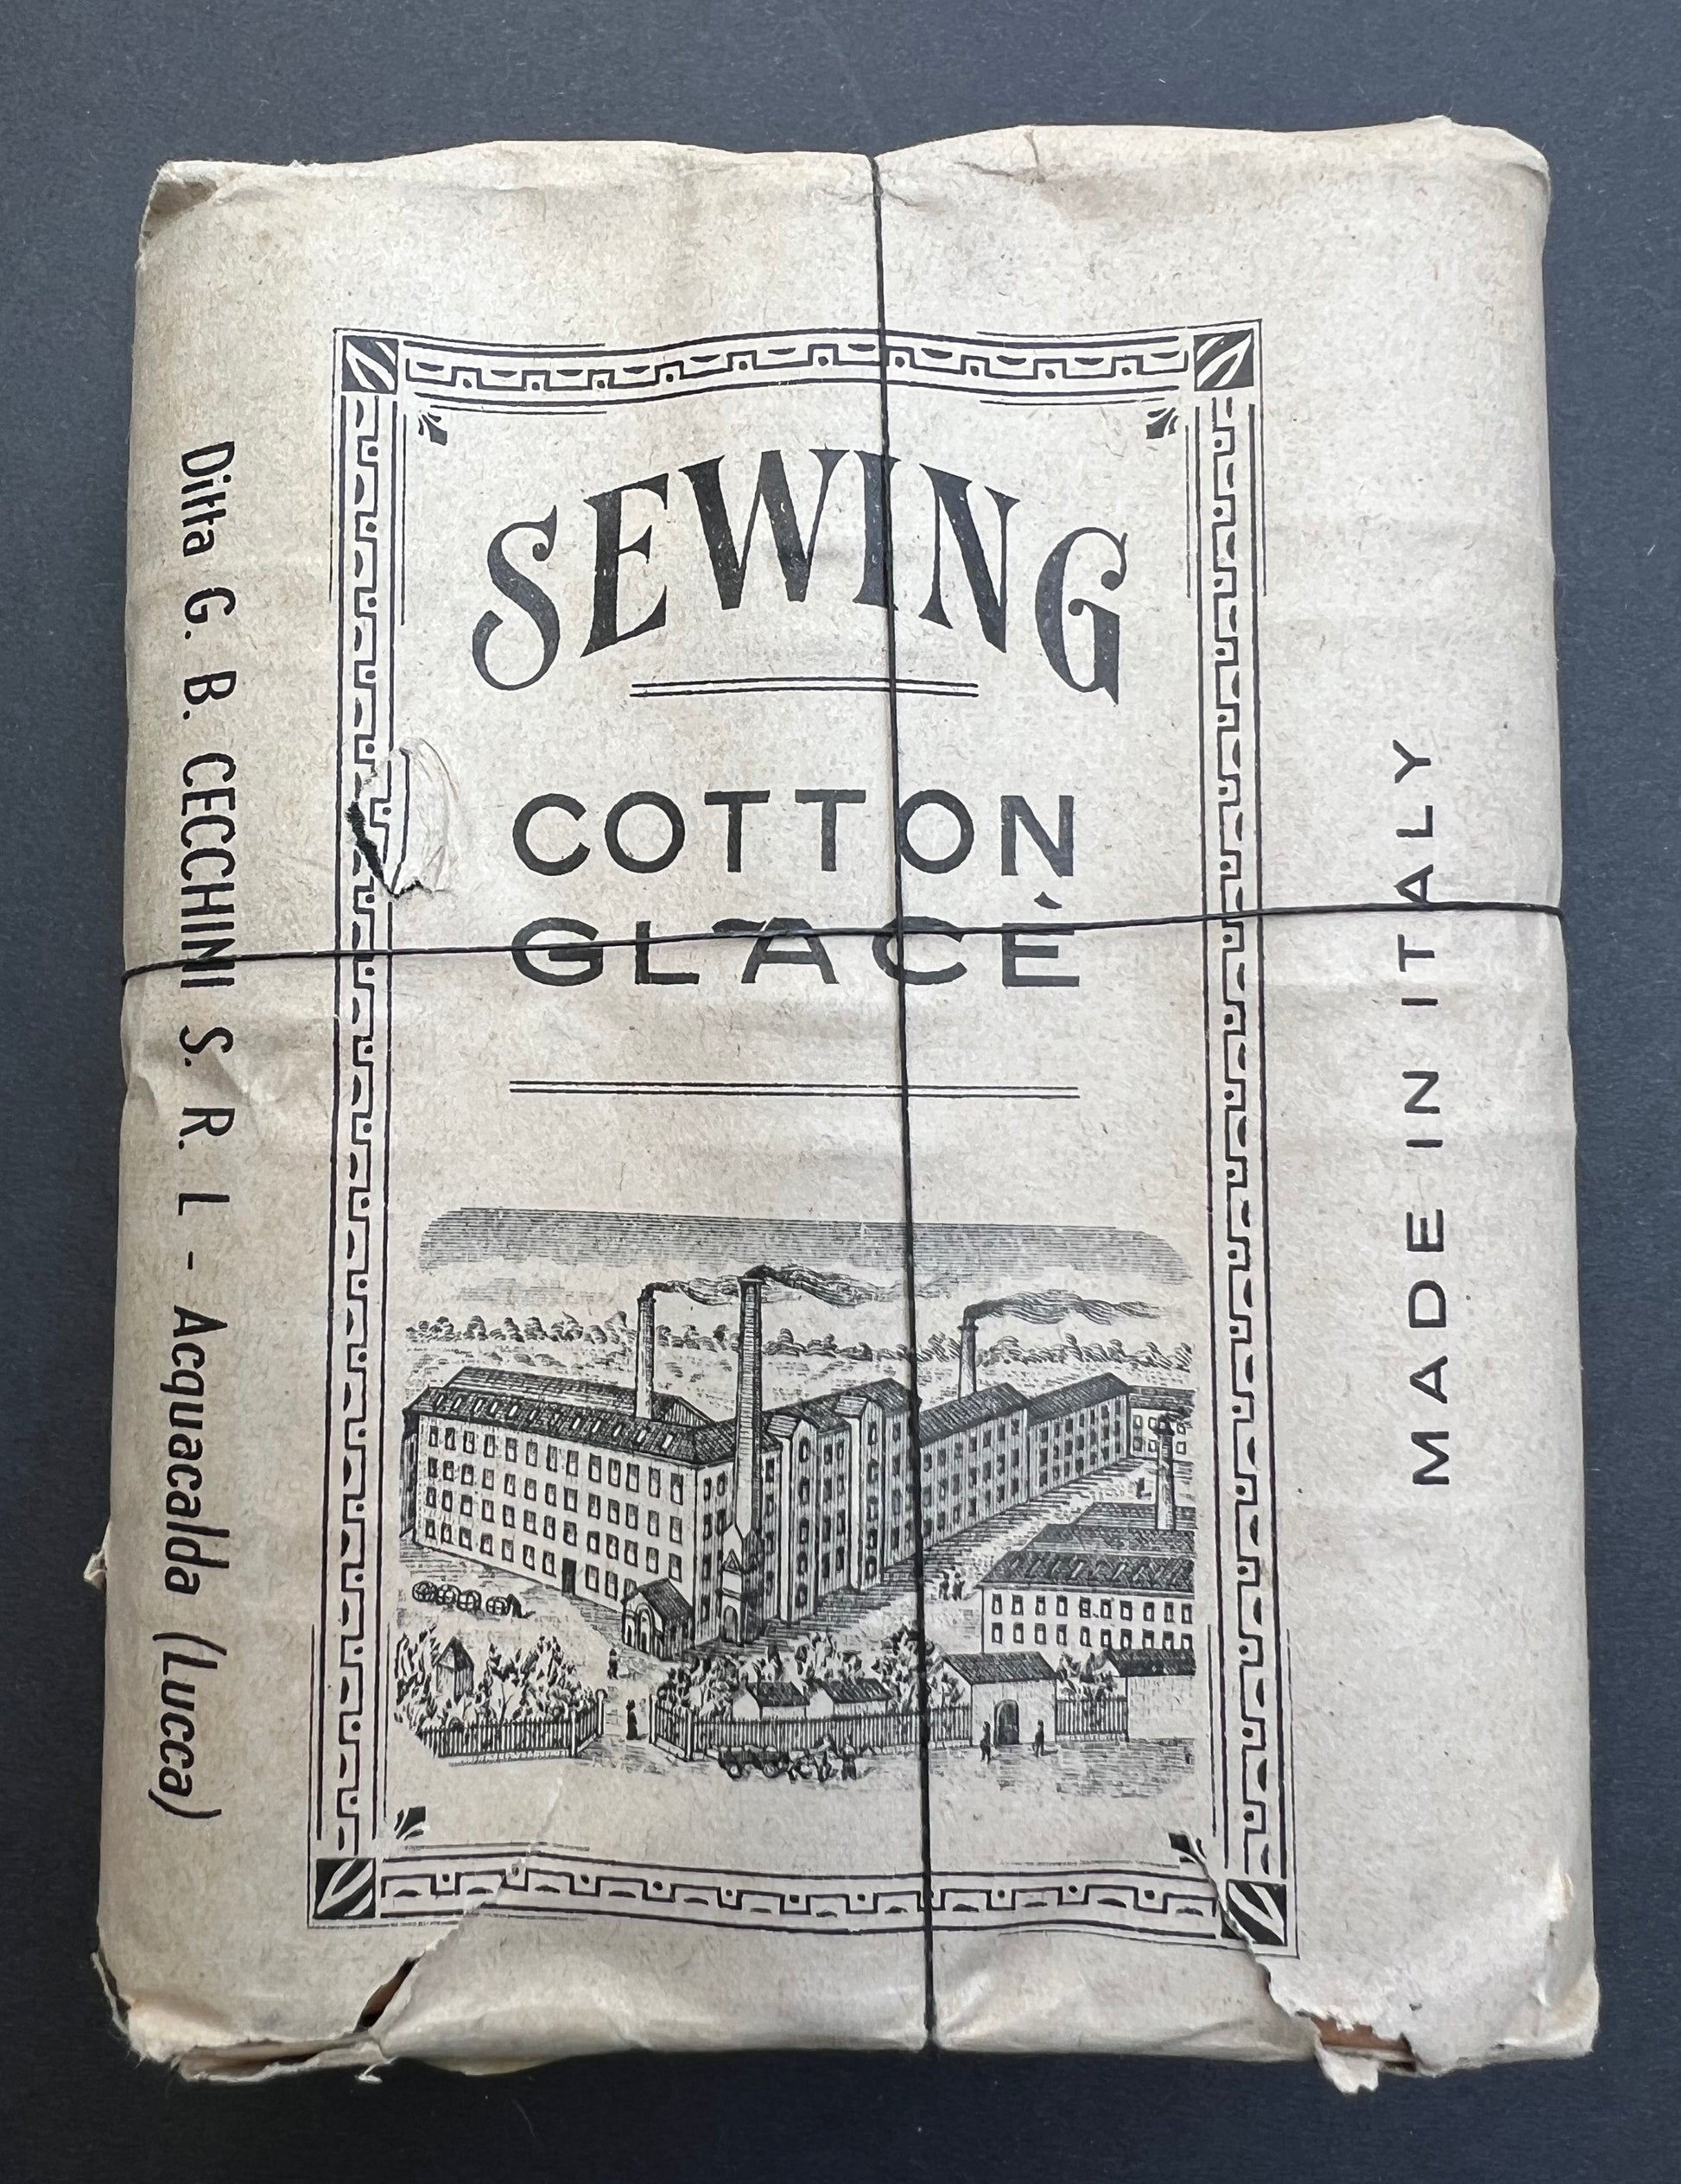 SEWING
COTTON
GLACÈ
Ditta G. B. CECCHINI S. R. L - Acquacalda (Lucca)
MADE IN ITALY